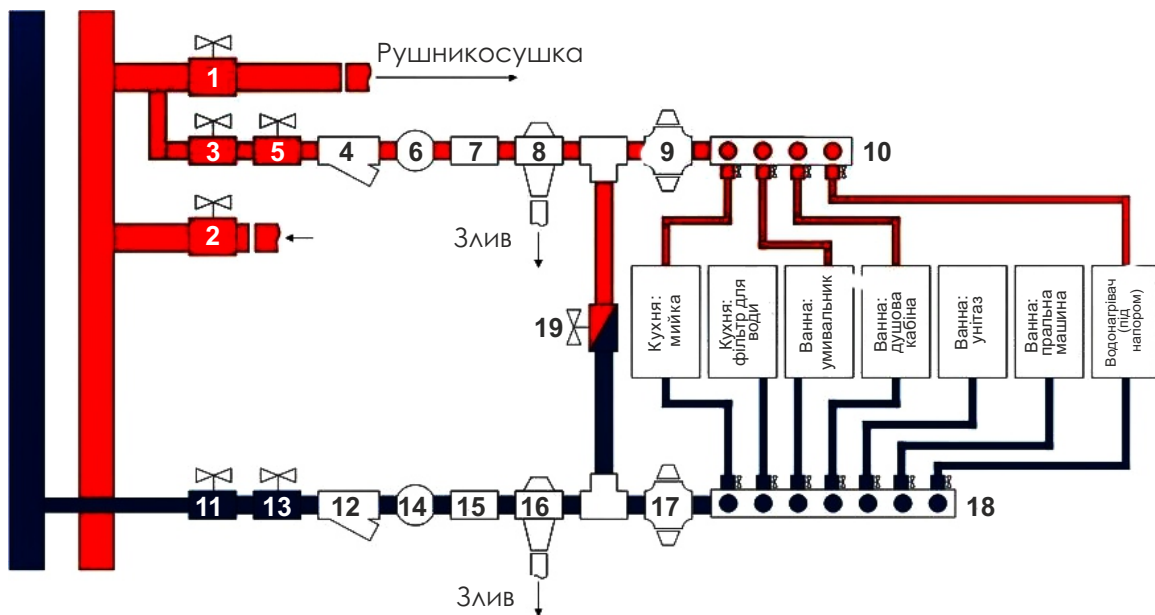 1
Рушникосушка
3
5
4
6
7
8
9
10
2
Злив
19
Кухня:
мийка
Кухня:
фільтр для
води
Ванна:
умивальник
Ванна:
душова
кабіна
Ванна:
унітаз
Ванна:
пральна
машина
Водонагрівач
(під
напором)
11
13
12
14
15
16
17
18
Злив